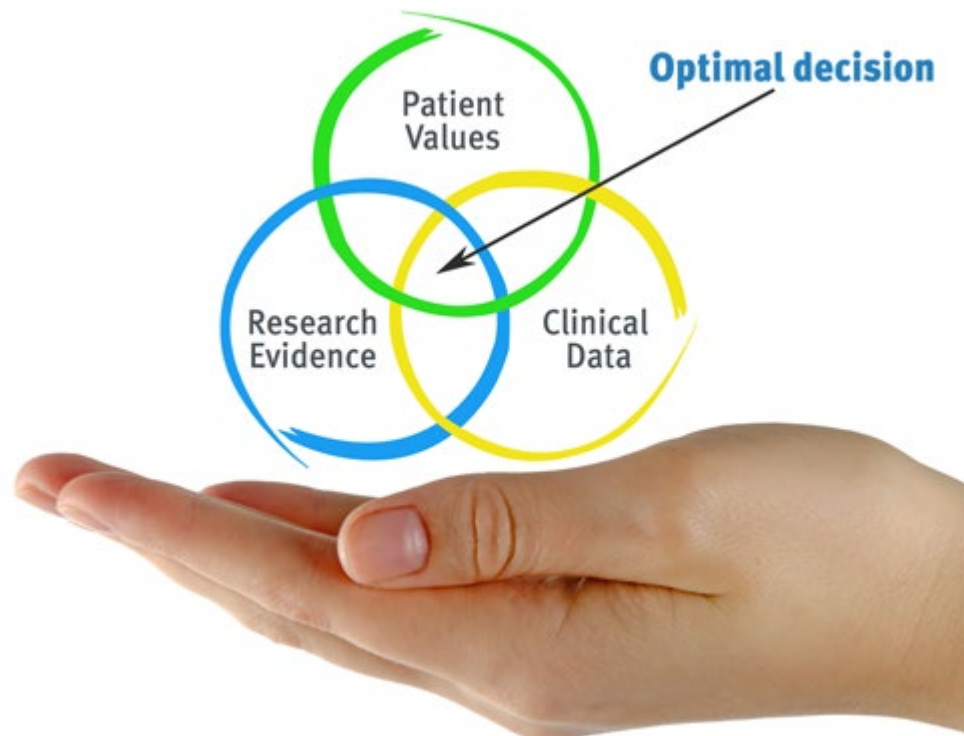 Optimal decision
Patient
Values
Research
Evidence
Clinical
Data